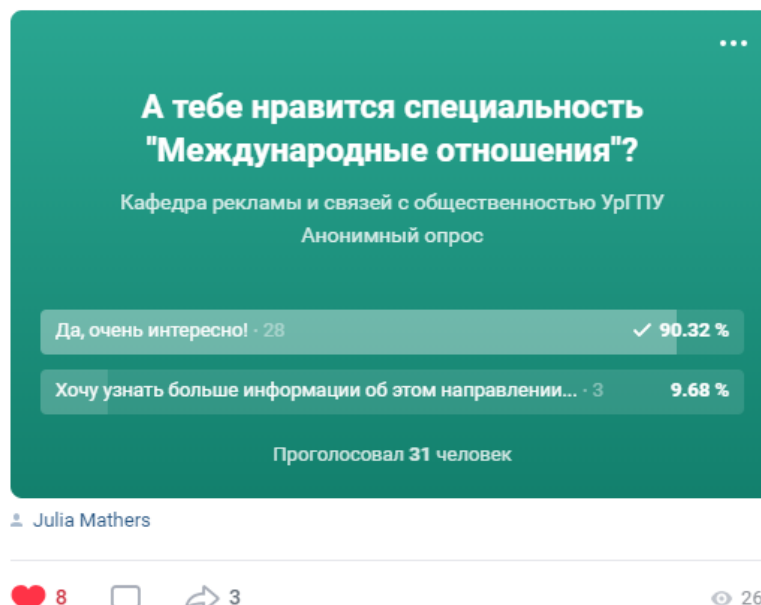 А тебе нравится специальность
"Международные отношения"?
Кафедра рекламы и связей с общественностью УрГПУ
Анонимный опрос
Да, очень интересно! · 28 90.32 %
Хочу узнать больше информации об этом направлении... · 3 9.68 %
Проголосовал 31 человек
Julia Mathers
8 3 26